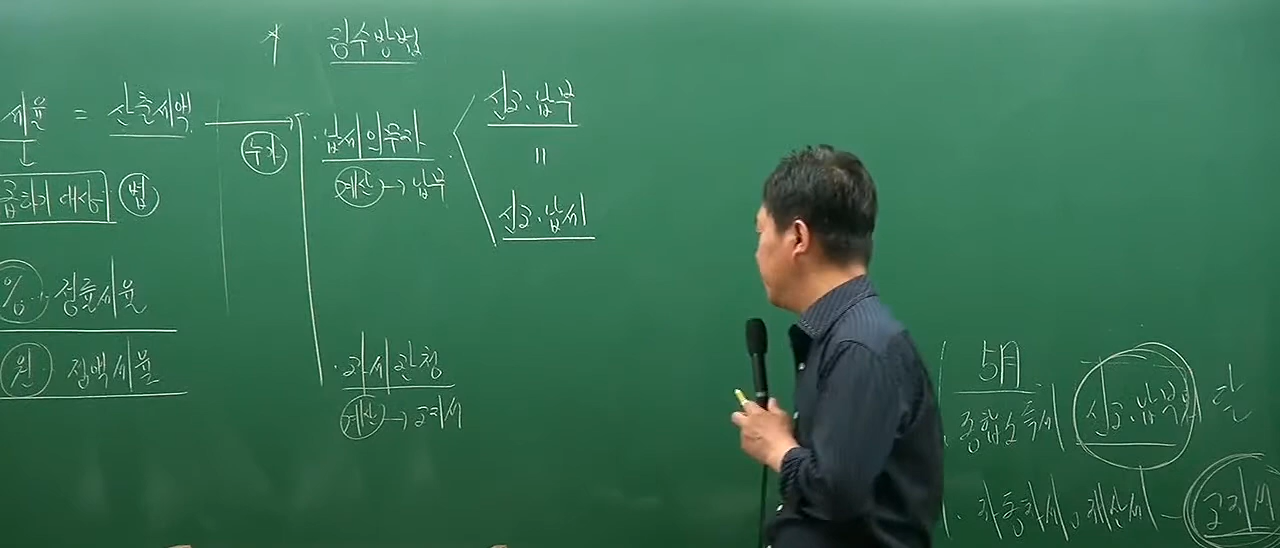 * 징수방법
세율 = 산출세액
누가
· 납세의무자
계산 → 납부
신고·납부
=
신고·납세
과세대상 별
% ·· 정률세율
원 ·· 정액세율
· 과세관청
계산 → 고지서
5月
· 종합소득세 신고·납부 달
· 자동차세 고지서